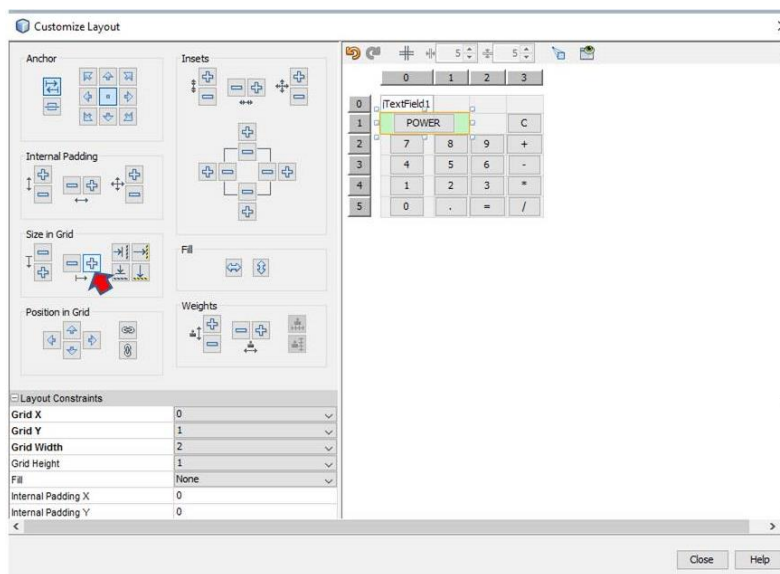 Customize Layout
Anchor
Insets
Internal Padding
Size in Grid
Fill
Position in Grid
Weights
Layout Constraints
Grid X 0
Grid Y 1
Grid Width 2
Grid Height 1
Fill None
Internal Padding X 0
Internal Padding Y 0
5 5
0 1 2 3
0 jTextField1
1 POWER C
2 7 8 9 +
3 4 5 6 -
4 1 2 3 *
5 0 . = /
Close Help